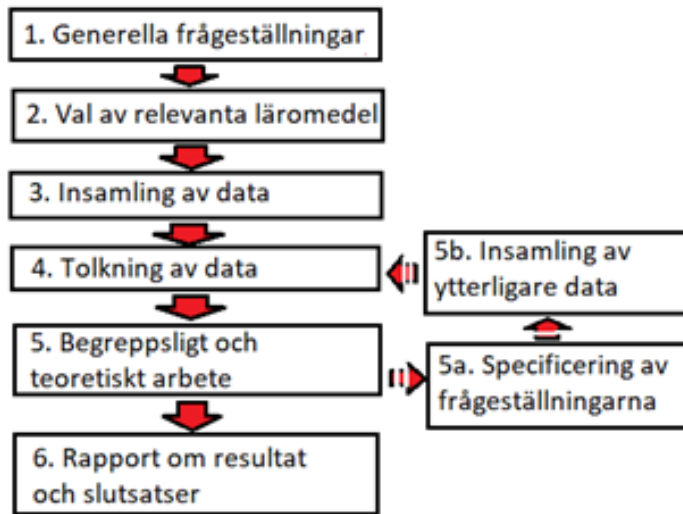 1. Generella frågeställningar
2. Val av relevanta läromedel
3. Insamling av data
4. Tolkning av data
5. Begreppsligt och
teoretiskt arbete
6. Rapport om resultat
och slutsatser
5b. Insamling av
ytterligare data
5a. Specificering av
frågeställningarna